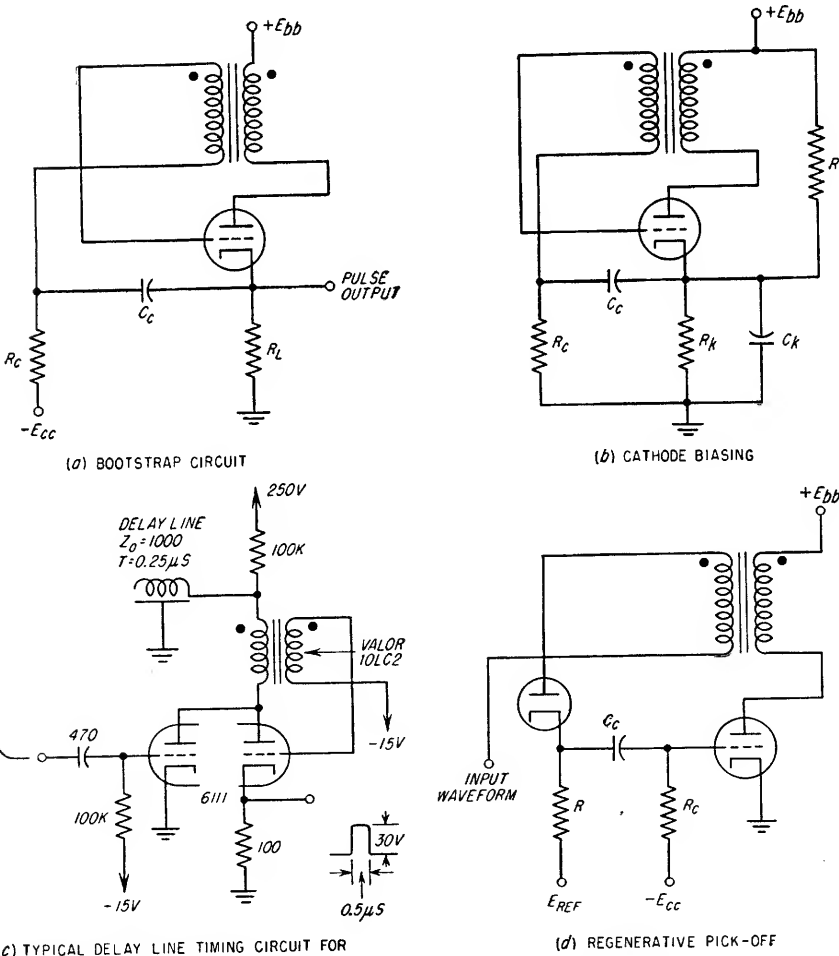 +Ebb
PULSE
OUTPUT
Cc
Rc
RL
-Ecc
(a) BOOTSTRAP CIRCUIT
+Ebb
R
Cc
Rc
Rk
Ck
(b) CATHODE BIASING
250V
DELAY LINE
Z0=1000
T=0.25µS
100K
VALOR
10LC2
-15V
470
6111
100K
100
-15V
30V
0.5µS
c) TYPICAL DELAY LINE TIMING CIRCUIT FOR
+Ebb
Cc
INPUT
WAVEFORM
R
Rc
EREF
-Ecc
(d) REGENERATIVE PICK-OFF